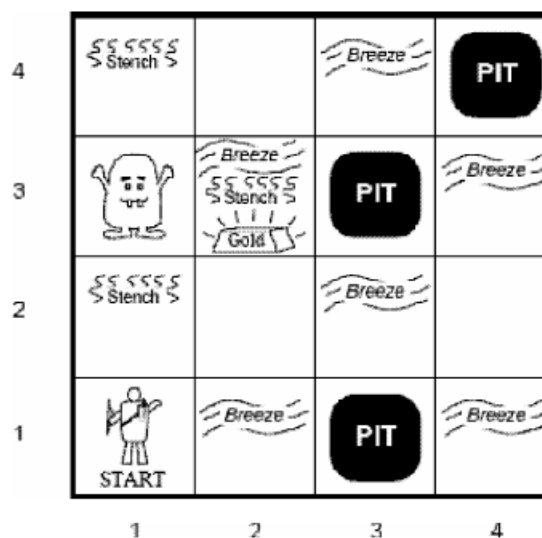 4
Stench
Breeze
PIT
3
Breeze
Stench
Gold
PIT
Breeze
2
Stench
Breeze
1
START
Breeze
PIT
Breeze
1 2 3 4